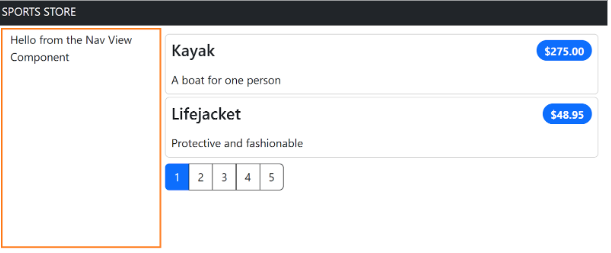 SPORTS STORE
Hello from the Nav View
Component
Kayak
$275.00
A boat for one person
Lifejacket
$48.95
Protective and fashionable
1 2 3 4 5